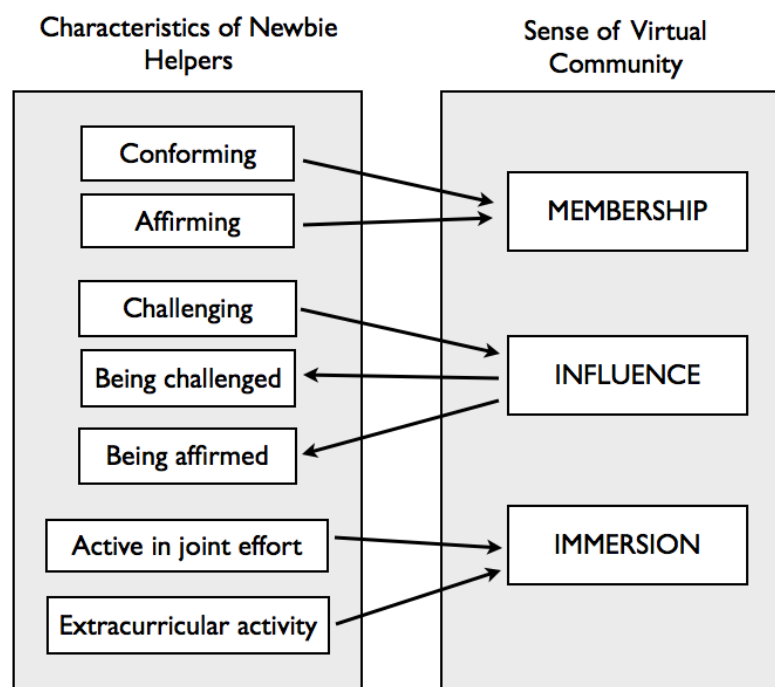 Characteristics of Newbie
Helpers
Sense of Virtual
Community
Conforming
Affirming
Challenging
Being challenged
Being affirmed
Active in joint effort
Extracurricular activity
MEMBERSHIP
INFLUENCE
IMMERSION